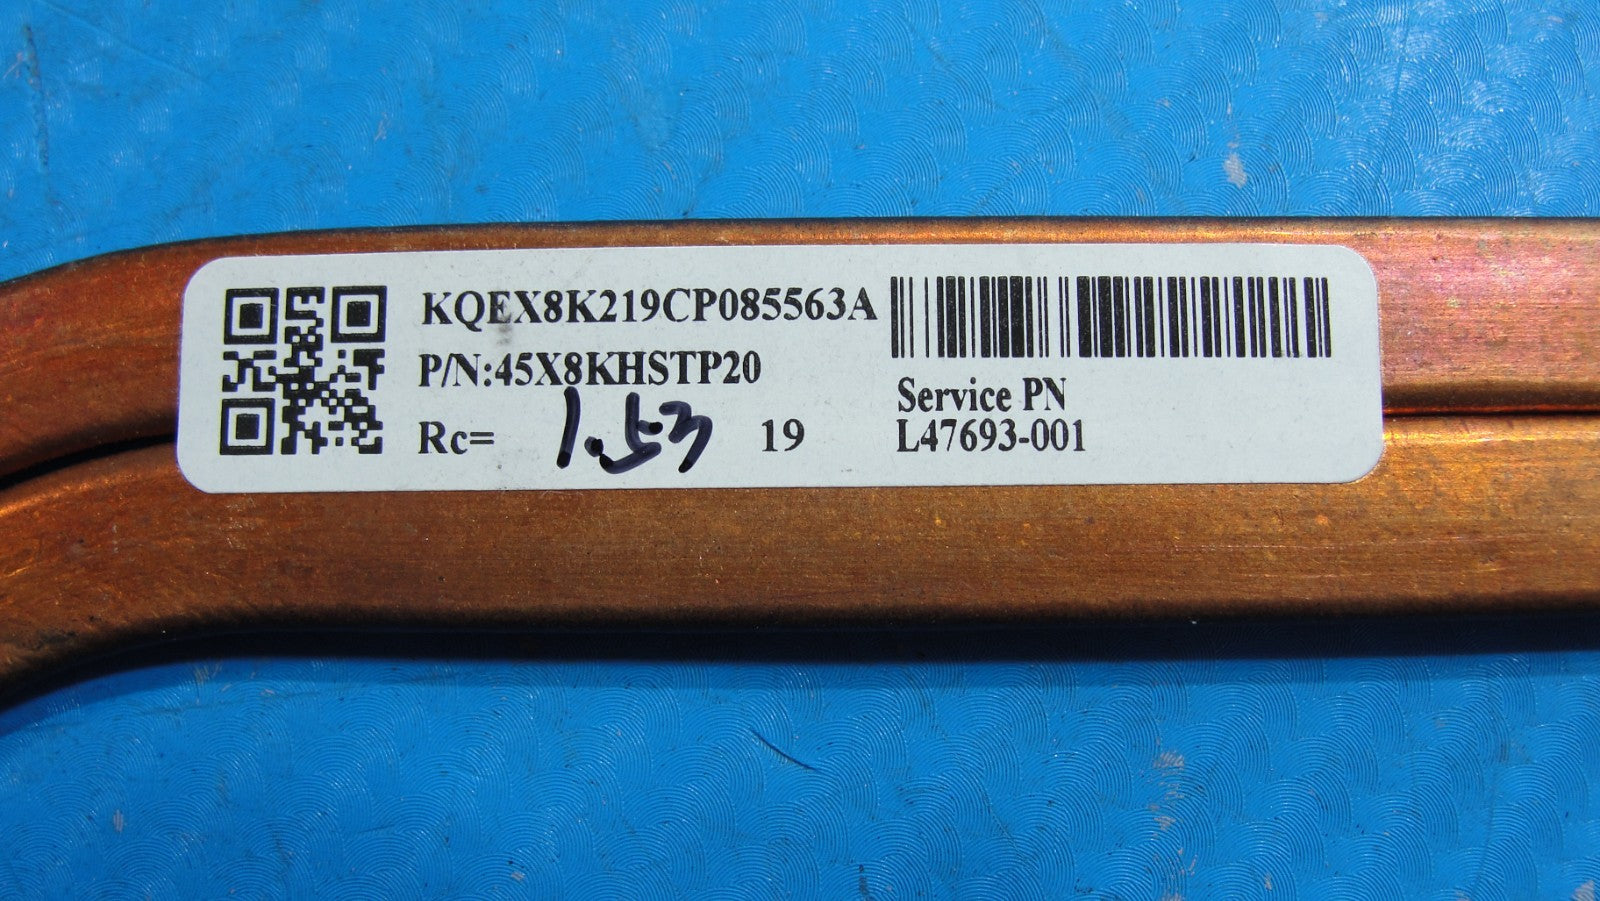 KQEX8K219CP085563A
P/N:45X8KHSTP20
Rc= 1.53 19
Service PN
L47693-001